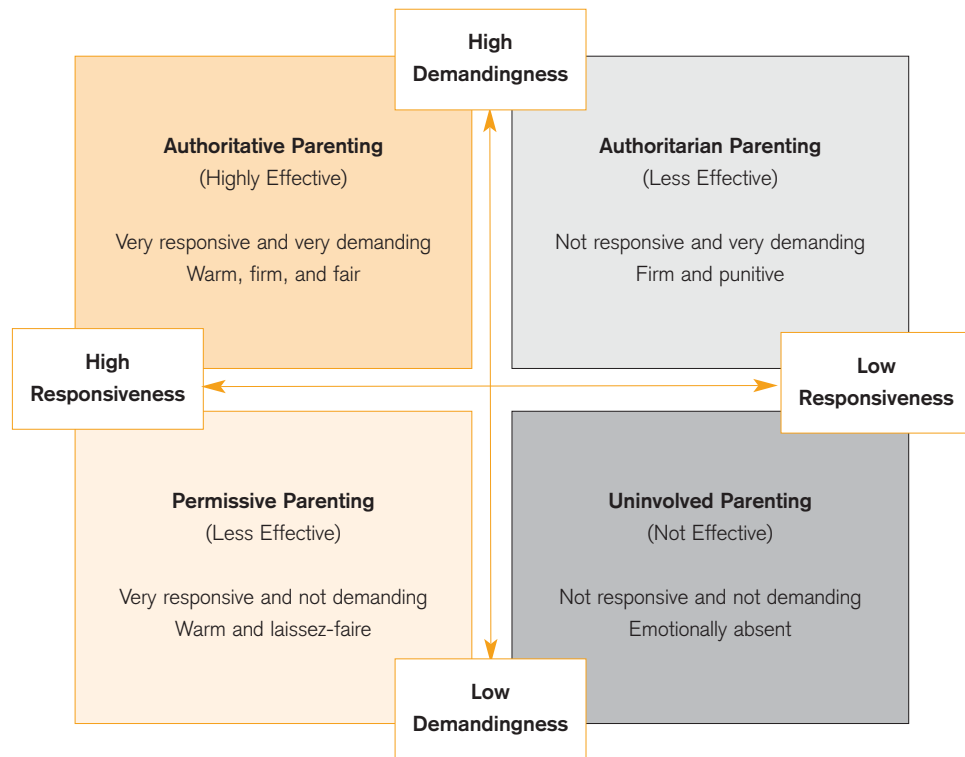 High
Demandingness
Authoritative Parenting
(Highly Effective)
Very responsive and very demanding
Warm, firm, and fair
Authoritarian Parenting
(Less Effective)
Not responsive and very demanding
Firm and punitive
High
Responsiveness
Low
Responsiveness
Permissive Parenting
(Less Effective)
Very responsive and not demanding
Warm and laissez-faire
Uninvolved Parenting
(Not Effective)
Not responsive and not demanding
Emotionally absent
Low
Demandingness